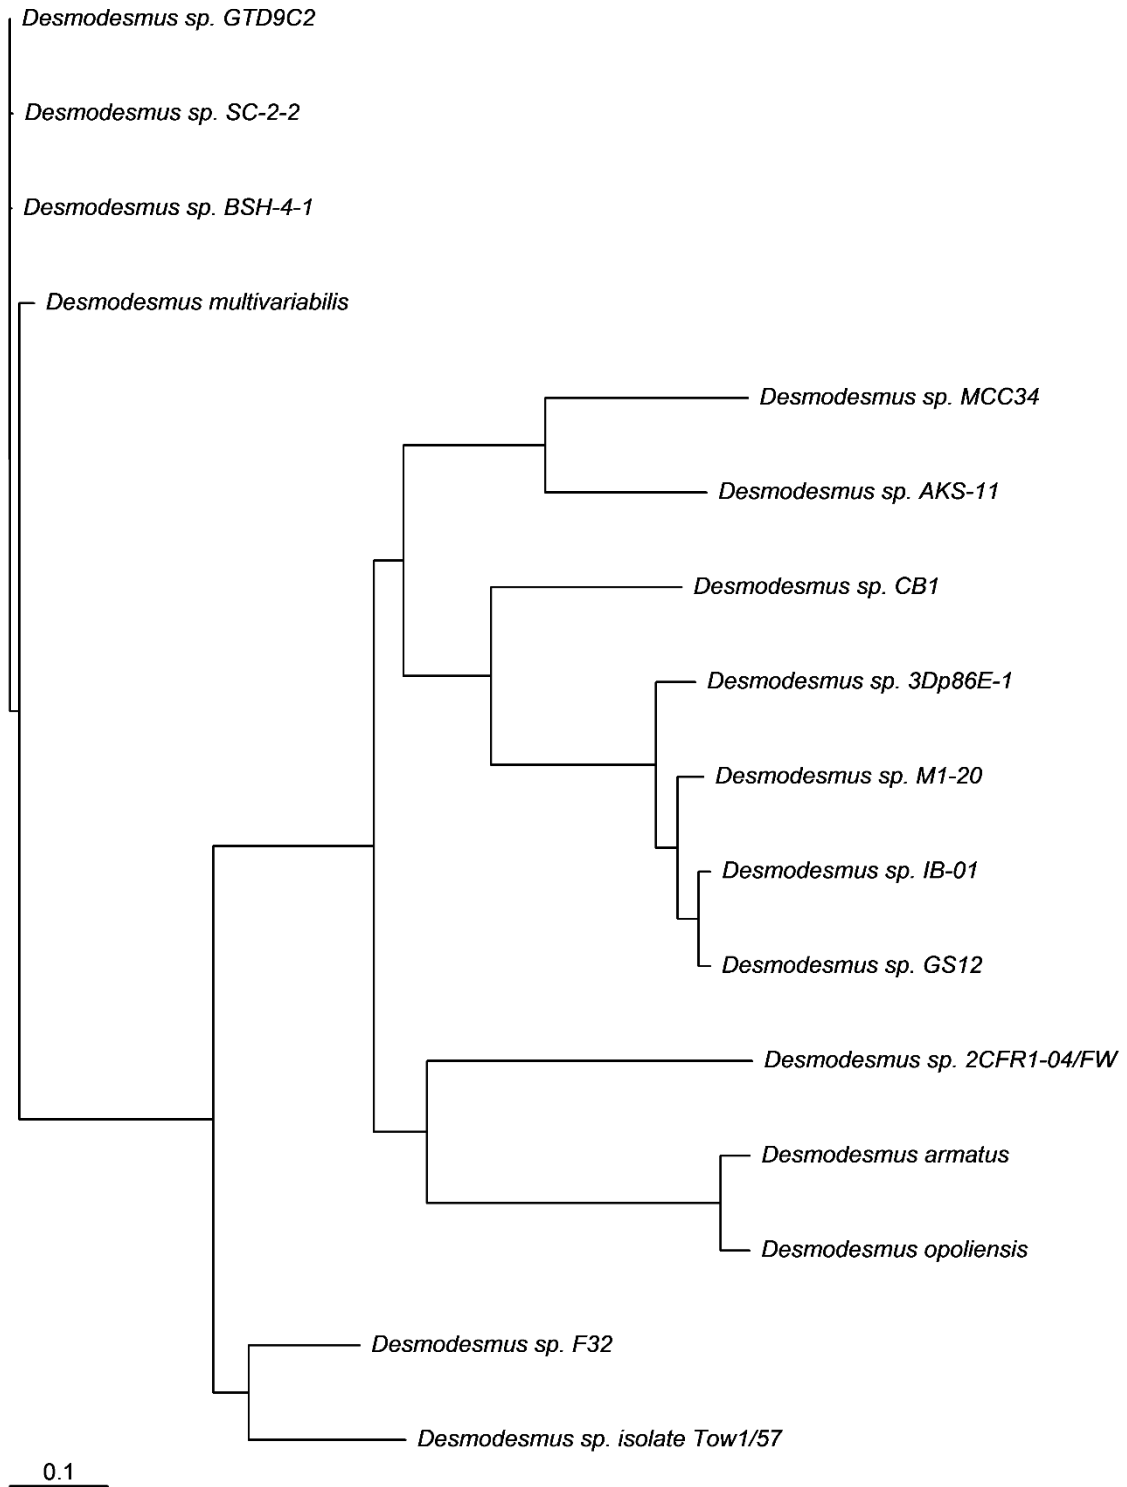 Desmodesmus sp. GTD9C2
Desmodesmus sp. SC-2-2
Desmodesmus sp. BSH-4-1
Desmodesmus multivariabilis
Desmodesmus sp. MCC34
Desmodesmus sp. AKS-11
Desmodesmus sp. CB1
Desmodesmus sp. 3Dp86E-1
Desmodesmus sp. M1-20
Desmodesmus sp. IB-01
Desmodesmus sp. GS12
Desmodesmus sp. 2CFR1-04/FW
Desmodesmus armatus
Desmodesmus opoliensis
Desmodesmus sp. F32
Desmodesmus sp. isolate Tow1/57
0.1